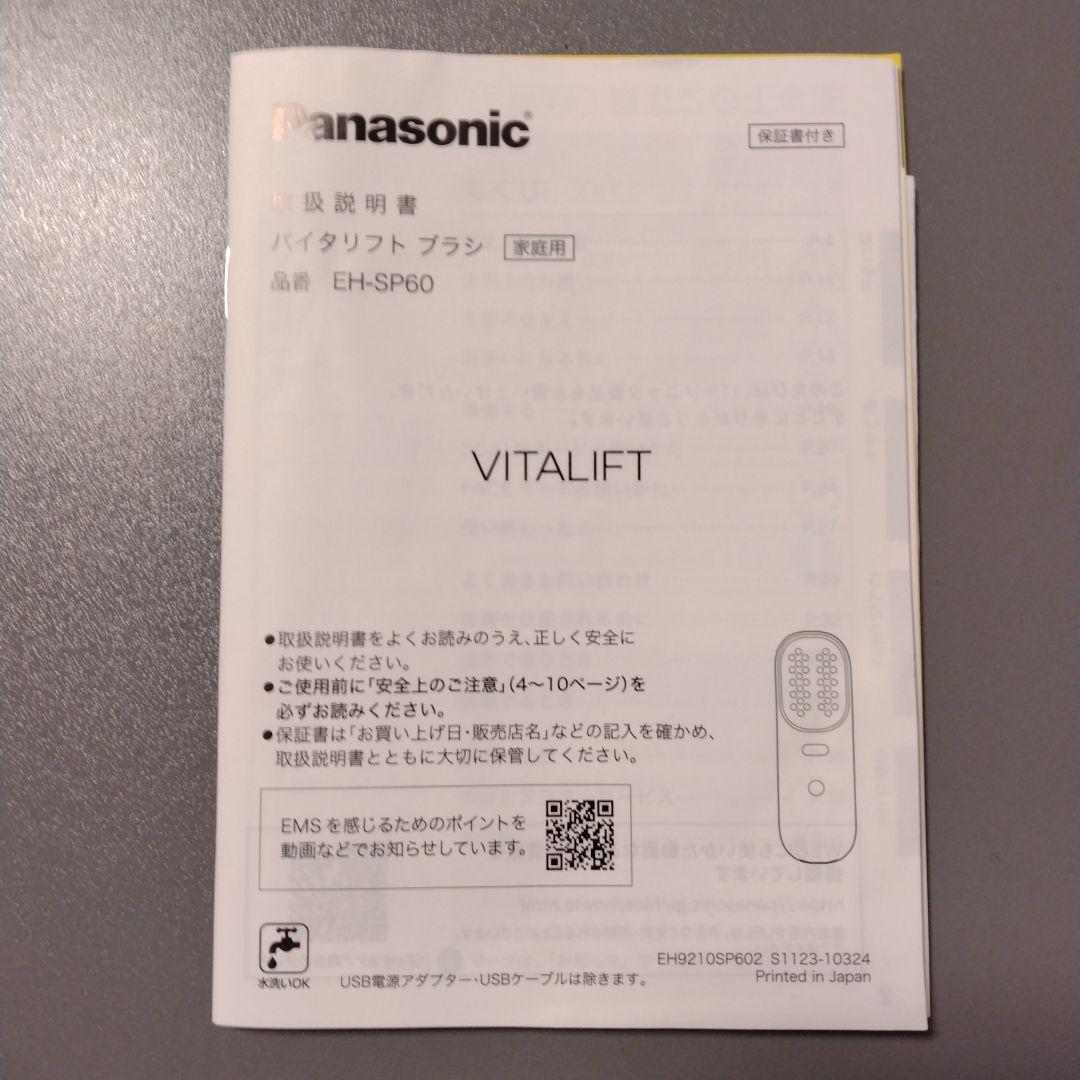 Panasonic
保証書付き
取扱説明書
バイタリフト ブラシ 家庭用
品番 EH-SP60
VITALIFT
●取扱説明書をよくお読みのうえ、正しく安全に
お使いください。
●ご使用前に「安全上のご注意」(4〜10ページ)を
必ずお読みください。
●保証書は「お買い上げ日・販売店名」などの記入を確かめ、
取扱説明書とともに大切に保管してください。
EMSを感じるためのポイントを
動画などでお知らせしています。
水洗いOK
USB電源アダプター・USBケーブルは除きます。
EH9210SP602 S1123-10324
Printed in Japan